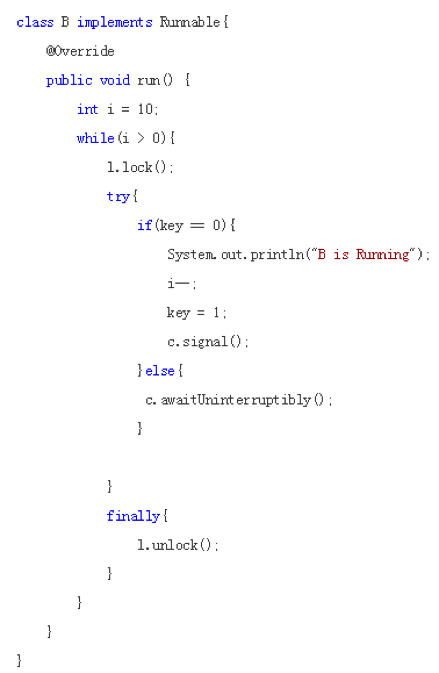 class B implements Runnable{
    @Override
    public void run() {
        int i = 10;
        while(i > 0){
            l.lock();
            try{
                if(key == 0){
                    System.out.println("B is Running");
                    i--;
                    key = 1;
                    c.signal();
                }else{
                 c.awaitUninterruptibly();
                }

            }
            finally{
                l.unlock();
            }
        }
    }
}